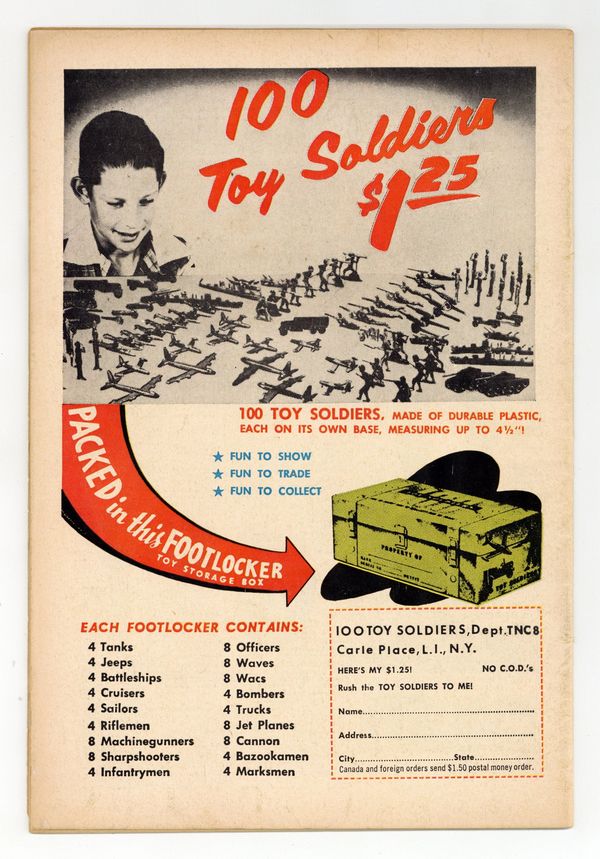 100
Toy Soldiers
$1.25
100 TOY SOLDIERS, MADE OF DURABLE PLASTIC,
EACH ON ITS OWN BASE, MEASURING UP TO 4½"!
PACKED in this FOOTLOCKER
TOY STORAGE BOX
★ FUN TO SHOW
★ FUN TO TRADE
★ FUN TO COLLECT
PROPERTY OF
TOY SOLDIERS
EACH FOOTLOCKER CONTAINS:
4 Tanks
4 Jeeps
4 Battleships
4 Cruisers
4 Sailors
4 Riflemen
8 Machinegunners
8 Sharpshooters
4 Infantrymen
8 Officers
8 Waves
8 Wacs
4 Bombers
4 Trucks
8 Jet Planes
8 Cannon
4 Bazookamen
4 Marksmen
100 TOY SOLDIERS, Dept. TNC8
Carle Place, L.I., N.Y.
HERE'S MY $1.25! NO C.O.D.'s
Rush the TOY SOLDIERS TO ME!
Name
Address
City State
Canada and foreign orders send $1.50 postal money order.